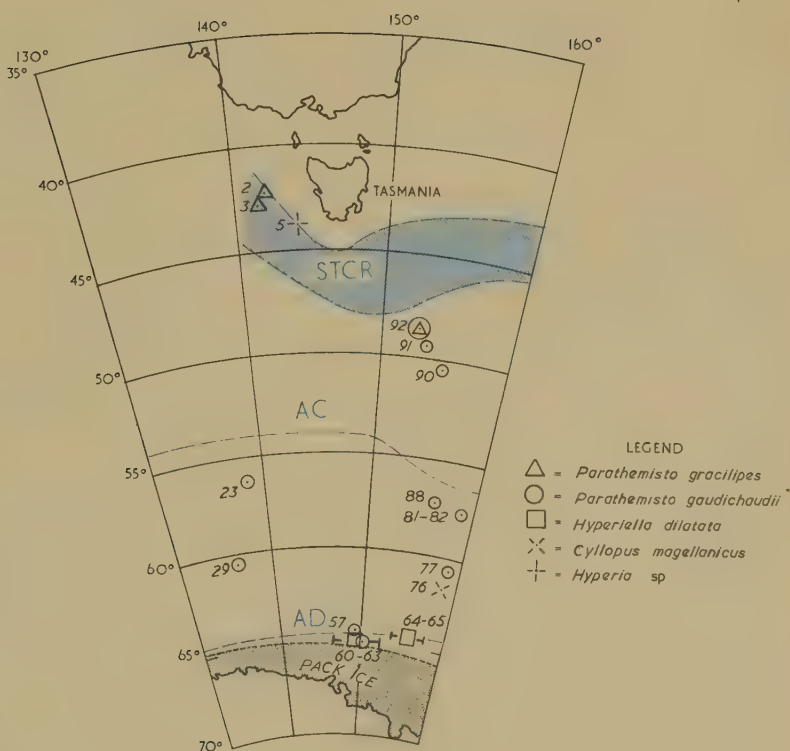 130°
140°
150°
160°
35°
40°
45°
50°
55°
60°
65°
70°
TASMANIA
2
3
5
STCR
92
91
90
AC
23
88
81-82
29
77
76
AD
57
64-65
60-63
PACK ICE
LEGEND
= Parathemisto gracilipes
= Parathemisto gaudichaudii
= Hyperiella dilatata
= Cyllopus magellanicus
= Hyperia sp